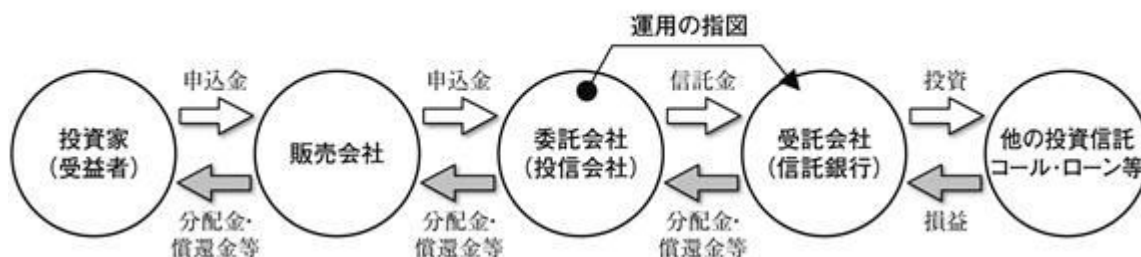 運用の指図
申込金
申込金
信託金
投資
投資家
(受益者)
販売会社
委託会社
(投信会社)
受託会社
(信託銀行)
他の投資信託
コール・ローン等
分配金・
償還金等
分配金・
償還金等
分配金・
償還金等
損益